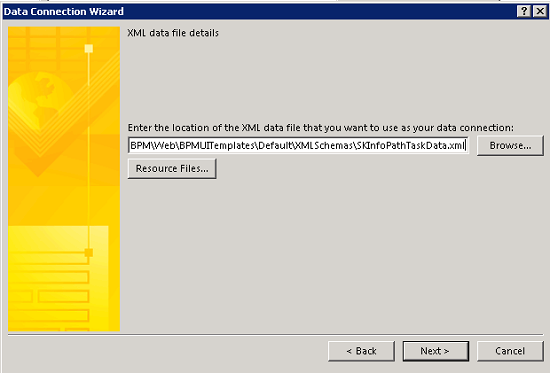 Data Connection Wizard
XML data file details
Enter the location of the XML data file that you want to use as your data connection:
BPM\Web\BPMUITemplates\Default\XMLSchemas\SKInfoPathTaskData.xml
Browse...
Resource Files...
< Back
Next >
Cancel